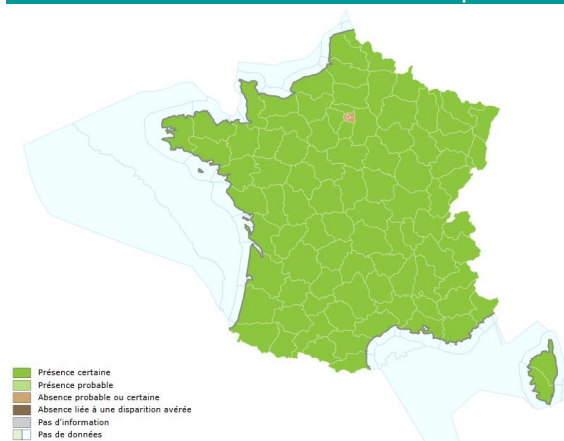 Présence certaine
Présence probable
Absence probable ou certaine
Absence liée à une disparition avérée
Pas d'information
Pas de données